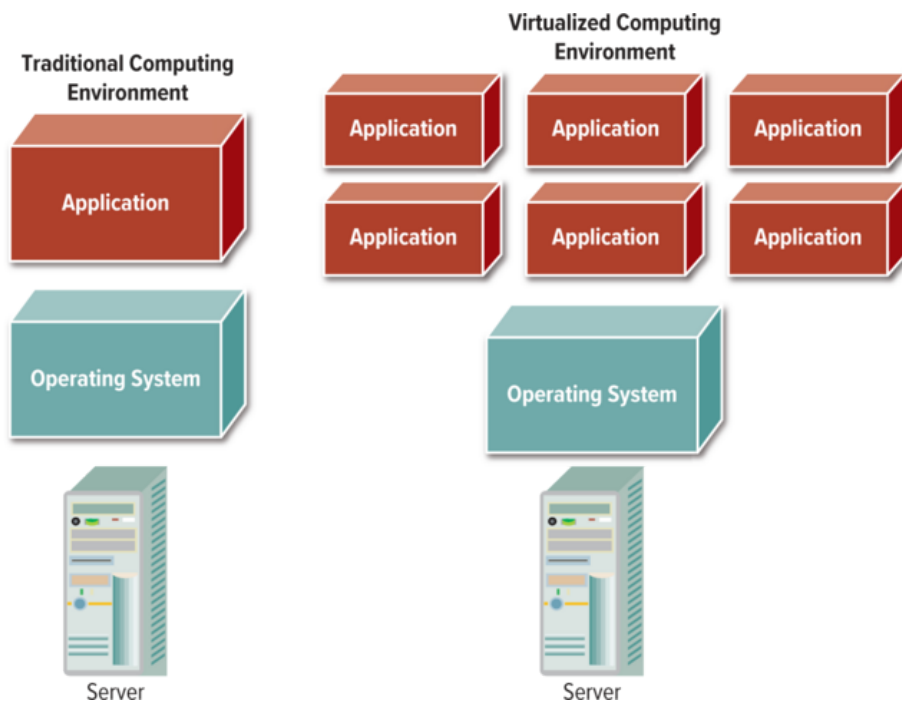 Traditional Computing
Environment
Application
Operating System
Server
Virtualized Computing
Environment
Application
Application
Application
Application
Application
Application
Operating System
Server